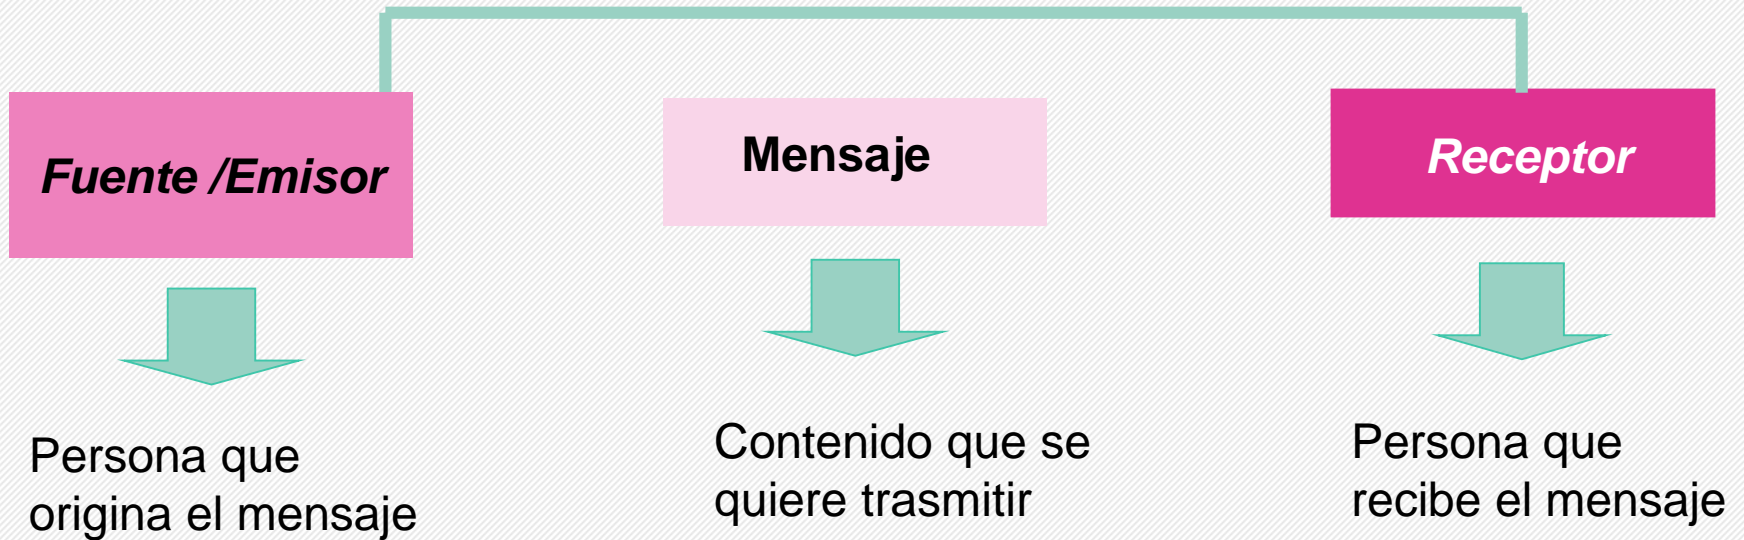 Fuente /Emisor
Mensaje
Receptor
Persona que
origina el mensaje
Contenido que se
quiere trasmitir
Persona que
recibe el mensaje